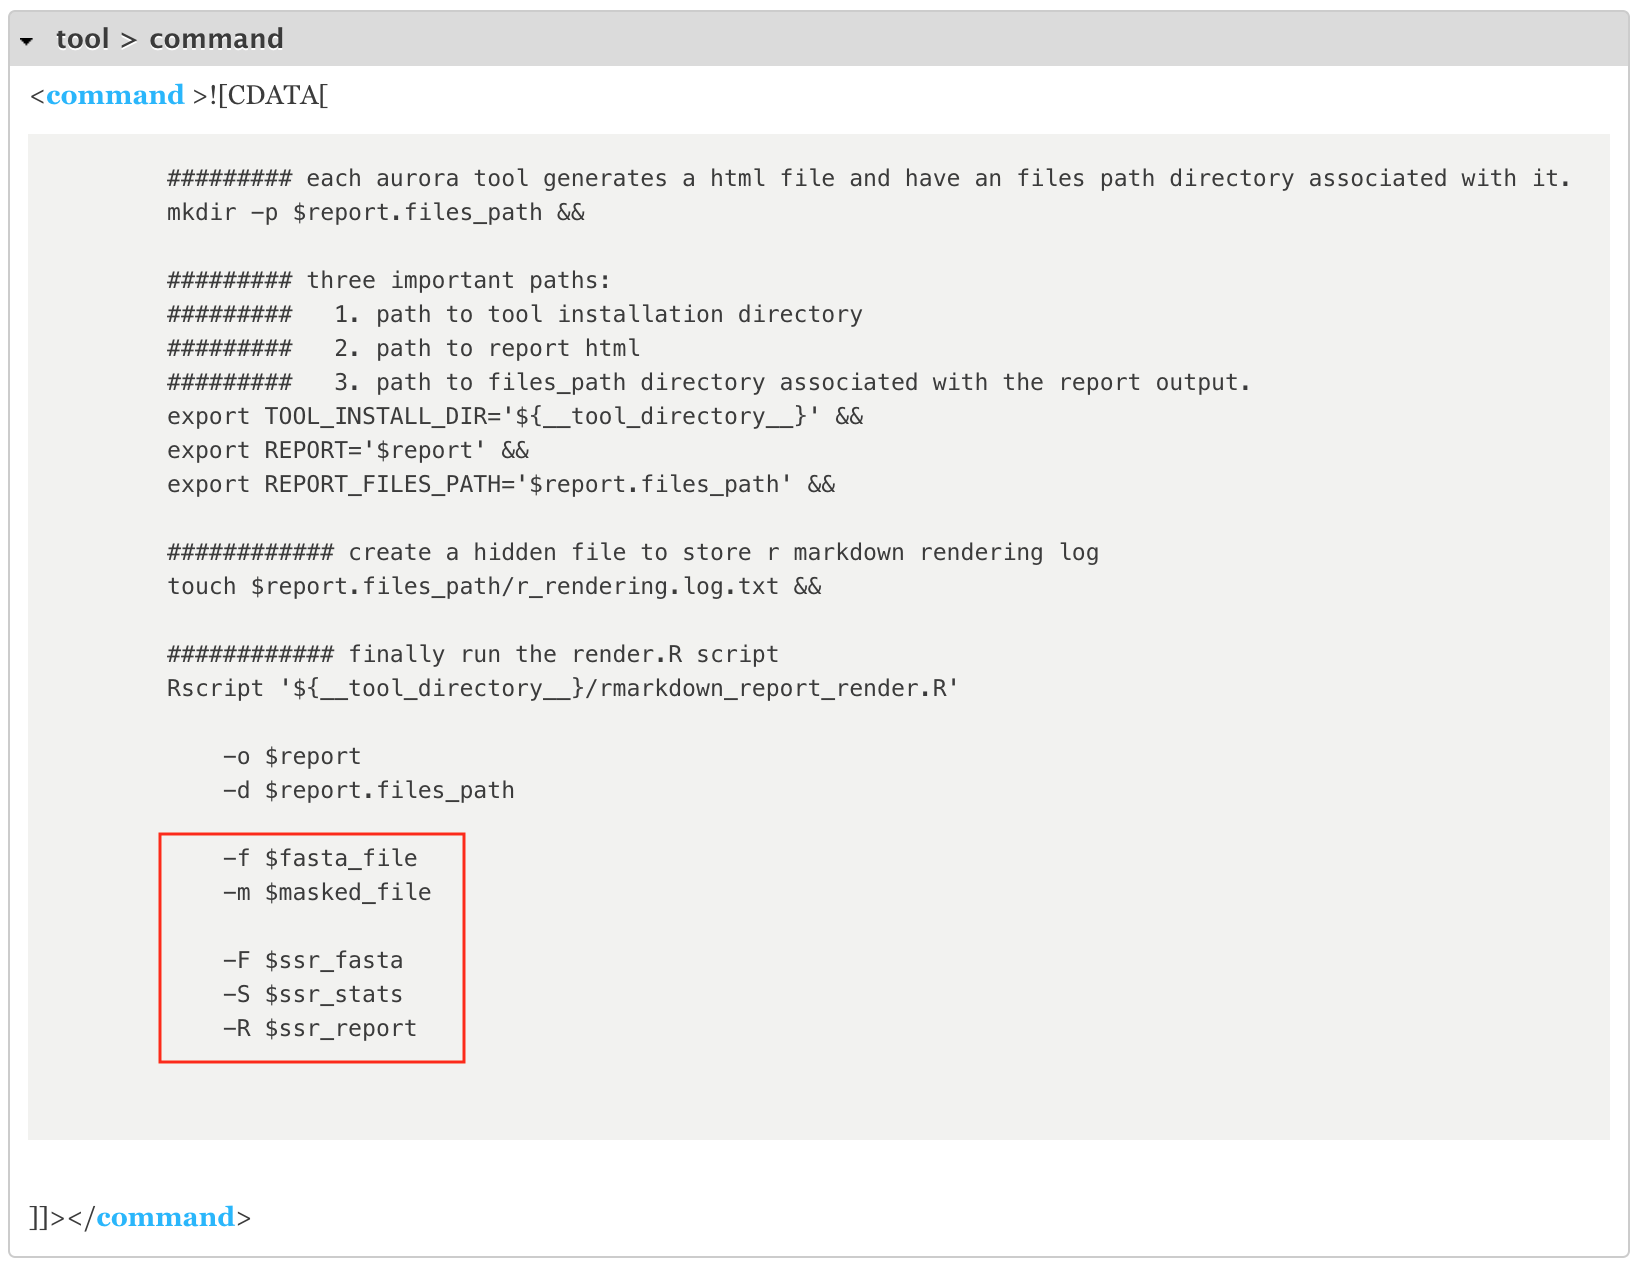 tool > command
<command >![CDATA[
######### each aurora tool generates a html file and have an files path directory associated with it.
mkdir -p $report.files_path &&
######### three important paths:
#########   1. path to tool installation directory
#########   2. path to report html
#########   3. path to files_path directory associated with the report output.
export TOOL_INSTALL_DIR='${__tool_directory__}' &&
export REPORT='$report' &&
export REPORT_FILES_PATH='$report.files_path' &&
############ create a hidden file to store r markdown rendering log
touch $report.files_path/r_rendering.log.txt &&
############ finally run the render.R script
Rscript '${__tool_directory__}/rmarkdown_report_render.R'
-o $report
-d $report.files_path
-f $fasta_file
-m $masked_file
-F $ssr_fasta
-S $ssr_stats
-R $ssr_report
]]></command>